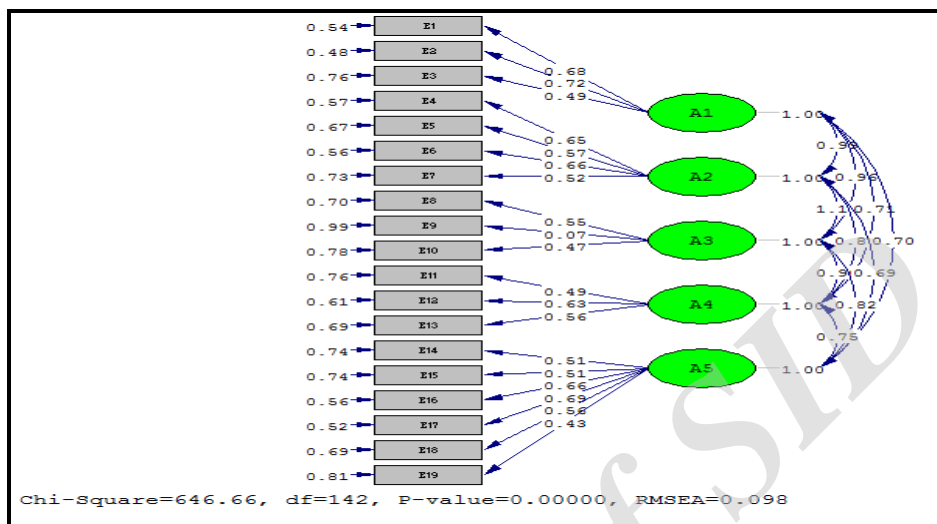 0.54 E1
0.48 E2
0.76 E3
0.57 E4
0.67 E5
0.56 E6
0.73 E7
0.70 E8
0.99 E9
0.78 E10
0.76 E11
0.61 E12
0.69 E13
0.74 E14
0.74 E15
0.56 E16
0.52 E17
0.69 E18
0.81 E19
0.68
0.72
0.49
0.65
0.57
0.66
0.52
0.55
0.07
0.47
0.49
0.63
0.56
0.51
0.51
0.66
0.69
0.56
0.43
A1 1.00
A2 1.00
A3 1.00
A4 1.00
A5 1.00
0.96
0.71
0.70
0.69
0.82
0.75
Chi-Square=646.66, df=142, P-value=0.00000, RMSEA=0.098
f SID